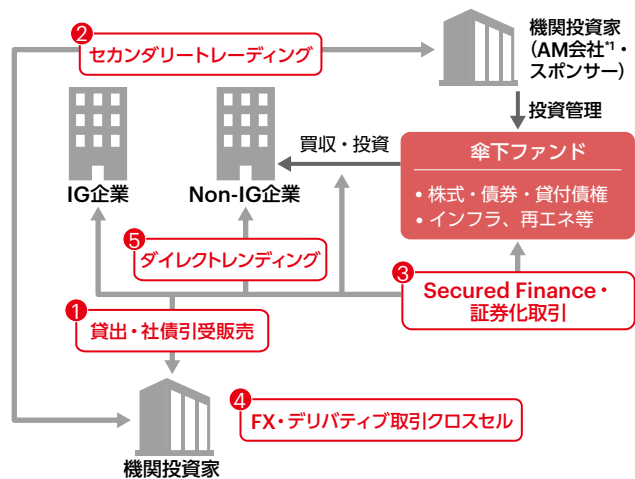 2
セカンダリートレーディング
機関投資家
(AM会社*1・
スポンサー)
投資管理
買収・投資
傘下ファンド
• 株式・債券・貸付債権
• インフラ、再エネ等
IG企業
Non-IG企業
5
ダイレクトレンディング
3
Secured Finance・
証券化取引
1
貸出・社債引受販売
4
FX・デリバティブ取引クロスセル
機関投資家